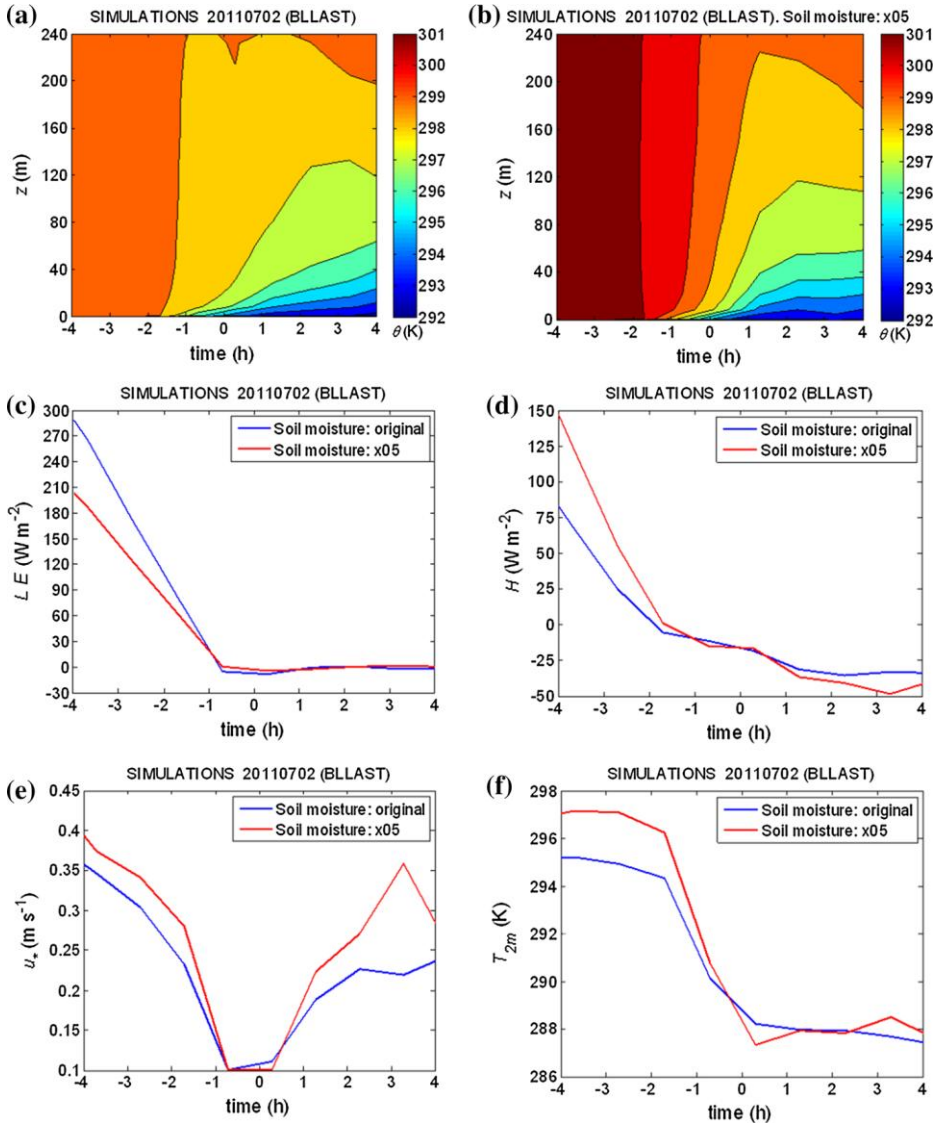 (a) SIMULATIONS 20110702 (BLLAST)
240
200
160
120
80
40
0
z (m)
-4 -3 -2 -1 0 1 2 3 4
time (h)
301
300
299
298
297
296
295
294
293
292
θ(K)
(b) SIMULATIONS 20110702 (BLLAST). Soil moisture: x05
240
200
160
120
80
40
0
z (m)
-4 -3 -2 -1 0 1 2 3 4
time (h)
301
300
299
298
297
296
295
294
293
292
θ(K)
(c) SIMULATIONS 20110702 (BLLAST)
300
270
240
210
180
150
120
90
60
30
0
-30
L E (W m-2)
Soil moisture: original
Soil moisture: x05
-4 -3 -2 -1 0 1 2 3 4
time (h)
(d) SIMULATIONS 20110702 (BLLAST)
150
125
100
75
50
25
0
-25
-50
H (W m-2)
Soil moisture: original
Soil moisture: x05
-4 -3 -2 -1 0 1 2 3 4
time (h)
(e) SIMULATIONS 20110702 (BLLAST)
0.45
0.4
0.35
0.3
0.25
0.2
0.15
0.1
u* (m s-1)
Soil moisture: original
Soil moisture: x05
-4 -3 -2 -1 0 1 2 3 4
time (h)
(f) SIMULATIONS 20110702 (BLLAST)
298
296
294
292
290
288
286
T2m (K)
Soil moisture: original
Soil moisture: x05
-4 -3 -2 -1 0 1 2 3 4
time (h)